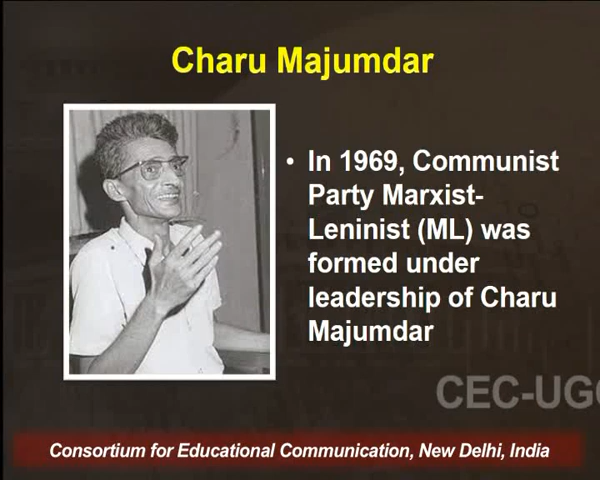 Charu Majumdar
• In 1969, Communist
Party Marxist-
Leninist (ML) was
formed under
leadership of Charu
Majumdar
CEC-UG
Consortium for Educational Communication, New Delhi, India